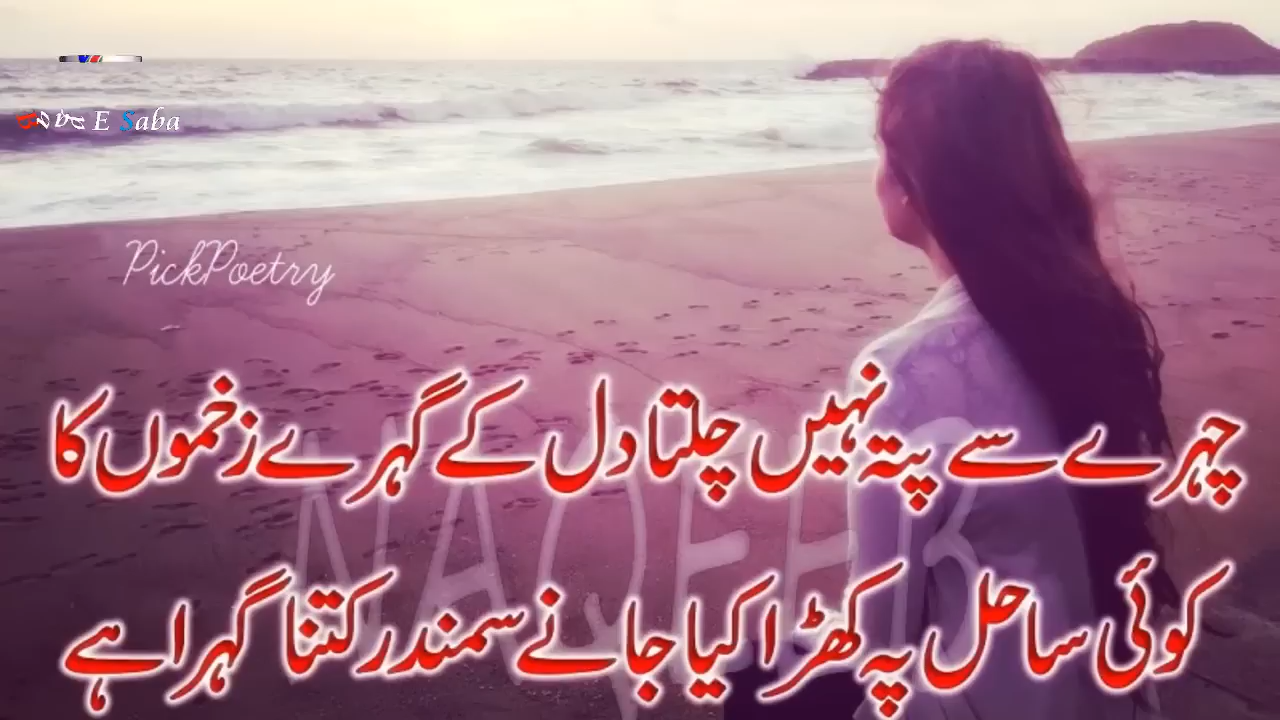 E Saba
PickPoetry
چہرے سے پتہ نہیں چلتا دل کے گہرے زخموں کا
NAQEEB
کوئی ساحل پہ کھڑا کیا جانے سمندر کتنا گہرا ہے